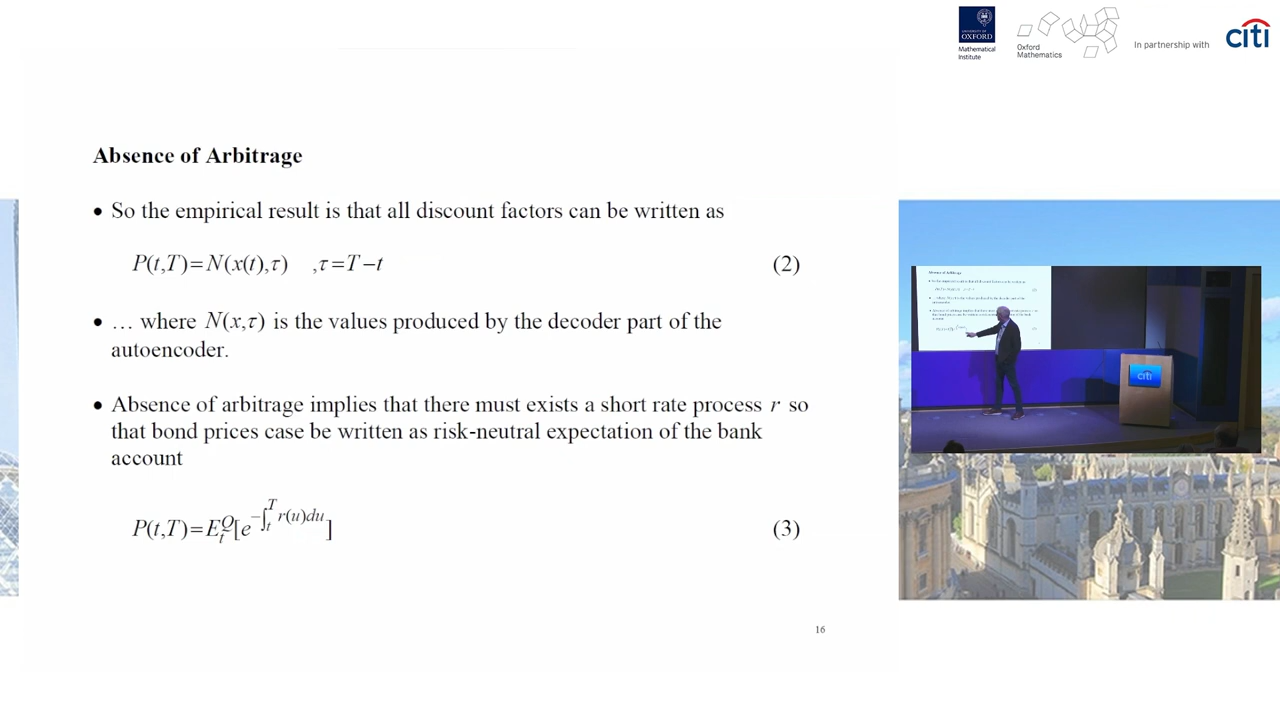 UNIVERSITY OF
OXFORD
Mathematical
Institute
Oxford
Mathematics
In partnership with
citi
Absence of Arbitrage
• So the empirical result is that all discount factors can be written as
P(t,T)=N(x(t),τ) ,τ=T−t (2)
• … where N(x,τ) is the values produced by the decoder part of the
autoencoder.
• Absence of arbitrage implies that there must exists a short rate process r so
that bond prices case be written as risk-neutral expectation of the bank
account
P(t,T)=E_t^Q[e^{−∫_t^T r(u)du}] (3)
16
citi